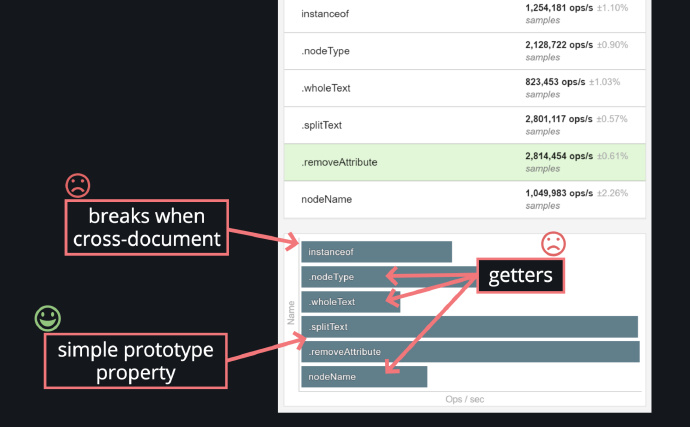 1,254,181 ops/s ±1.10%
instanceof
samples
2,128,722 ops/s ±0.90%
.nodeType
samples
823,453 ops/s ±1.03%
.wholeText
samples
2,801,117 ops/s ±0.57%
.splitText
samples
2,814,454 ops/s ±0.61%
.removeAttribute
samples
1,049,983 ops/s ±2.26%
nodeName
samples
breaks when
cross-document
simple prototype
property
getters
Name
instanceof
.nodeType
.wholeText
.splitText
.removeAttribute
nodeName
Ops / sec